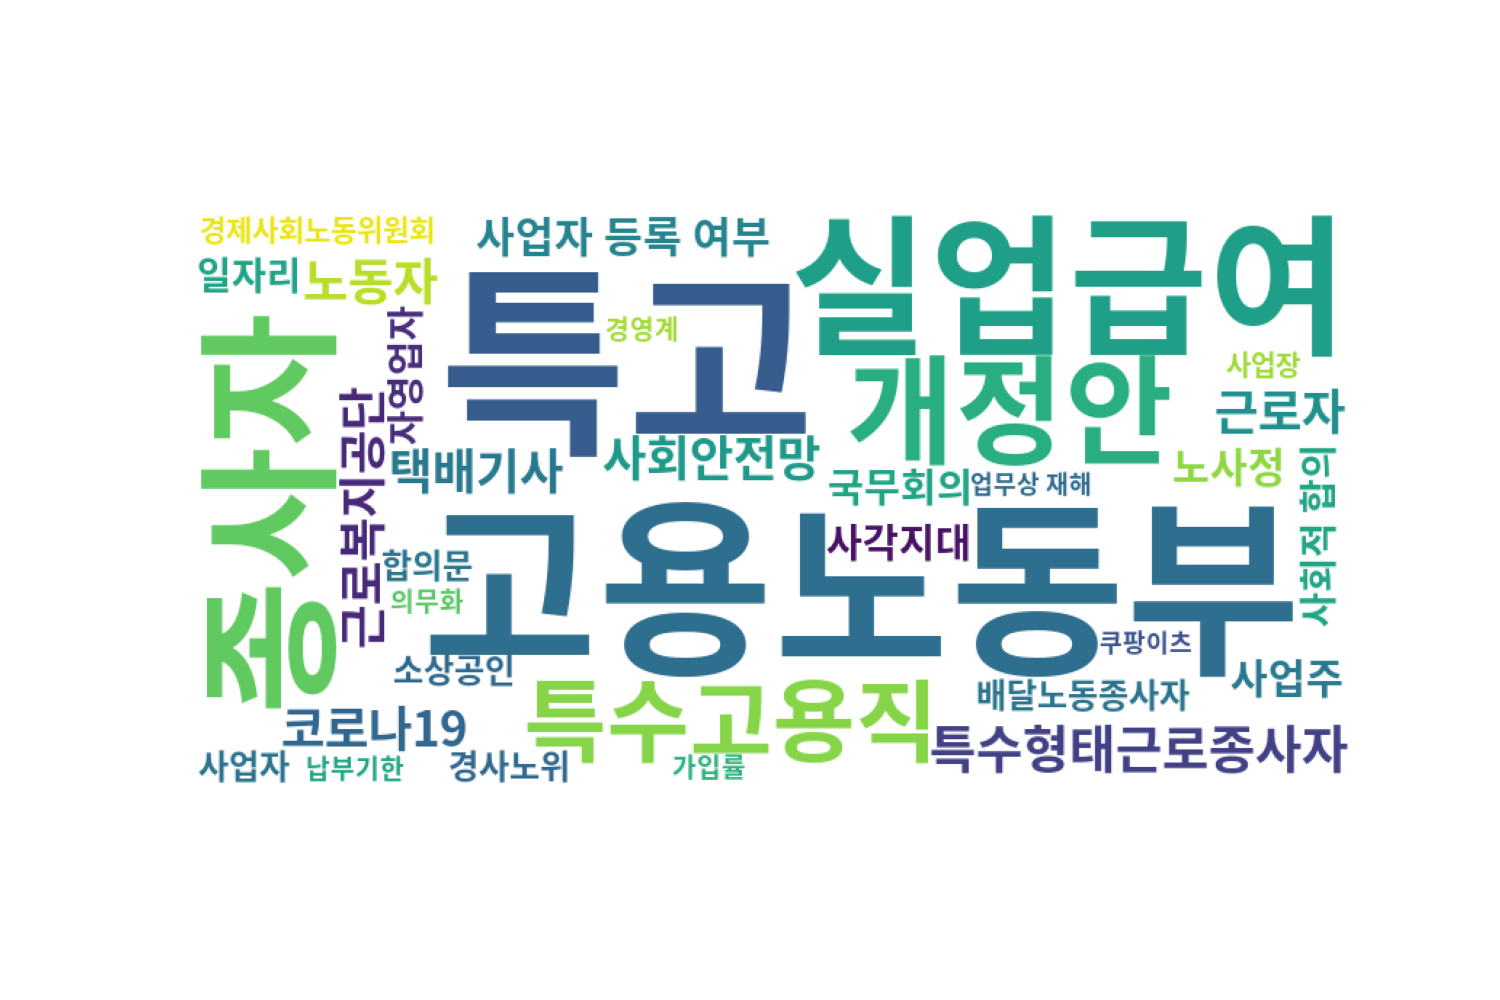 경제사회노동위원회
사업자 등록 여부
실업급여
일자리
노동자
특고
경영계
자영업자
종사자
개정안
사업장
근로자
근로복지공단
택배기사
사회안전망
국무회의
업무상 재해
노사정
사회적 합의
고용노동부
사각지대
합의문
의무화
쿠팡이츠
소상공인
특수고용직
배달노동종사자
사업주
코로나19
특수형태근로종사자
사업자
납부기한
경사노위
가입률